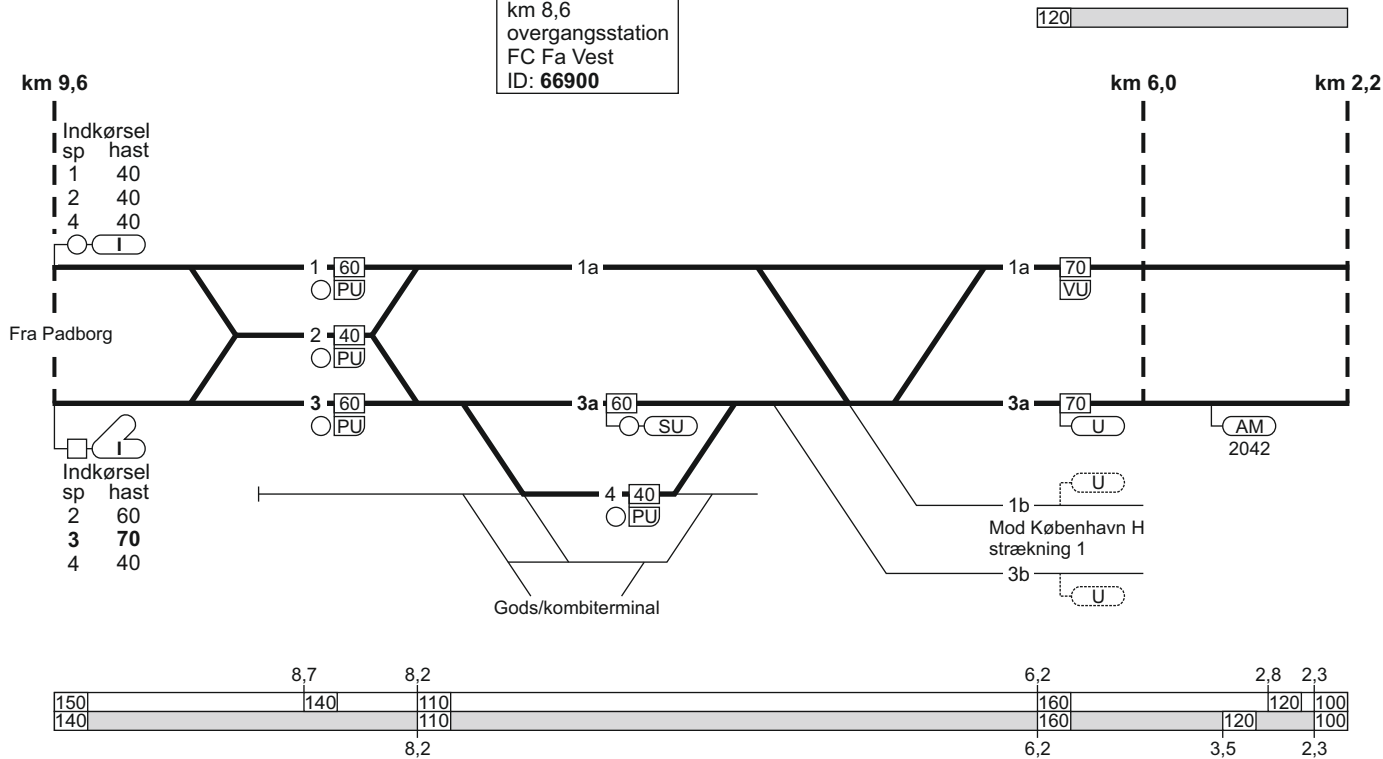 km 8,6
overgangsstation
FC Fa Vest
ID: 66900
120
km 9,6
km 6,0
km 2,2
Indkørsel
sp hast
1 40
2 40
4 40
I
1 60
PU
1a
1a 70
VU
Fra Padborg
2 40
PU
3 60
PU
3a 60
SU
3a 70
U
AM
2042
I
Indkørsel
sp hast
2 60
3 70
4 40
4 40
PU
U
1b
Mod København H
strækning 1
3b
U
Gods/kombiterminal
8,7 8,2 6,2 2,8 2,3
150 140 110 160 120 100
140 110 160 120 100
8,2 6,2 3,5 2,3